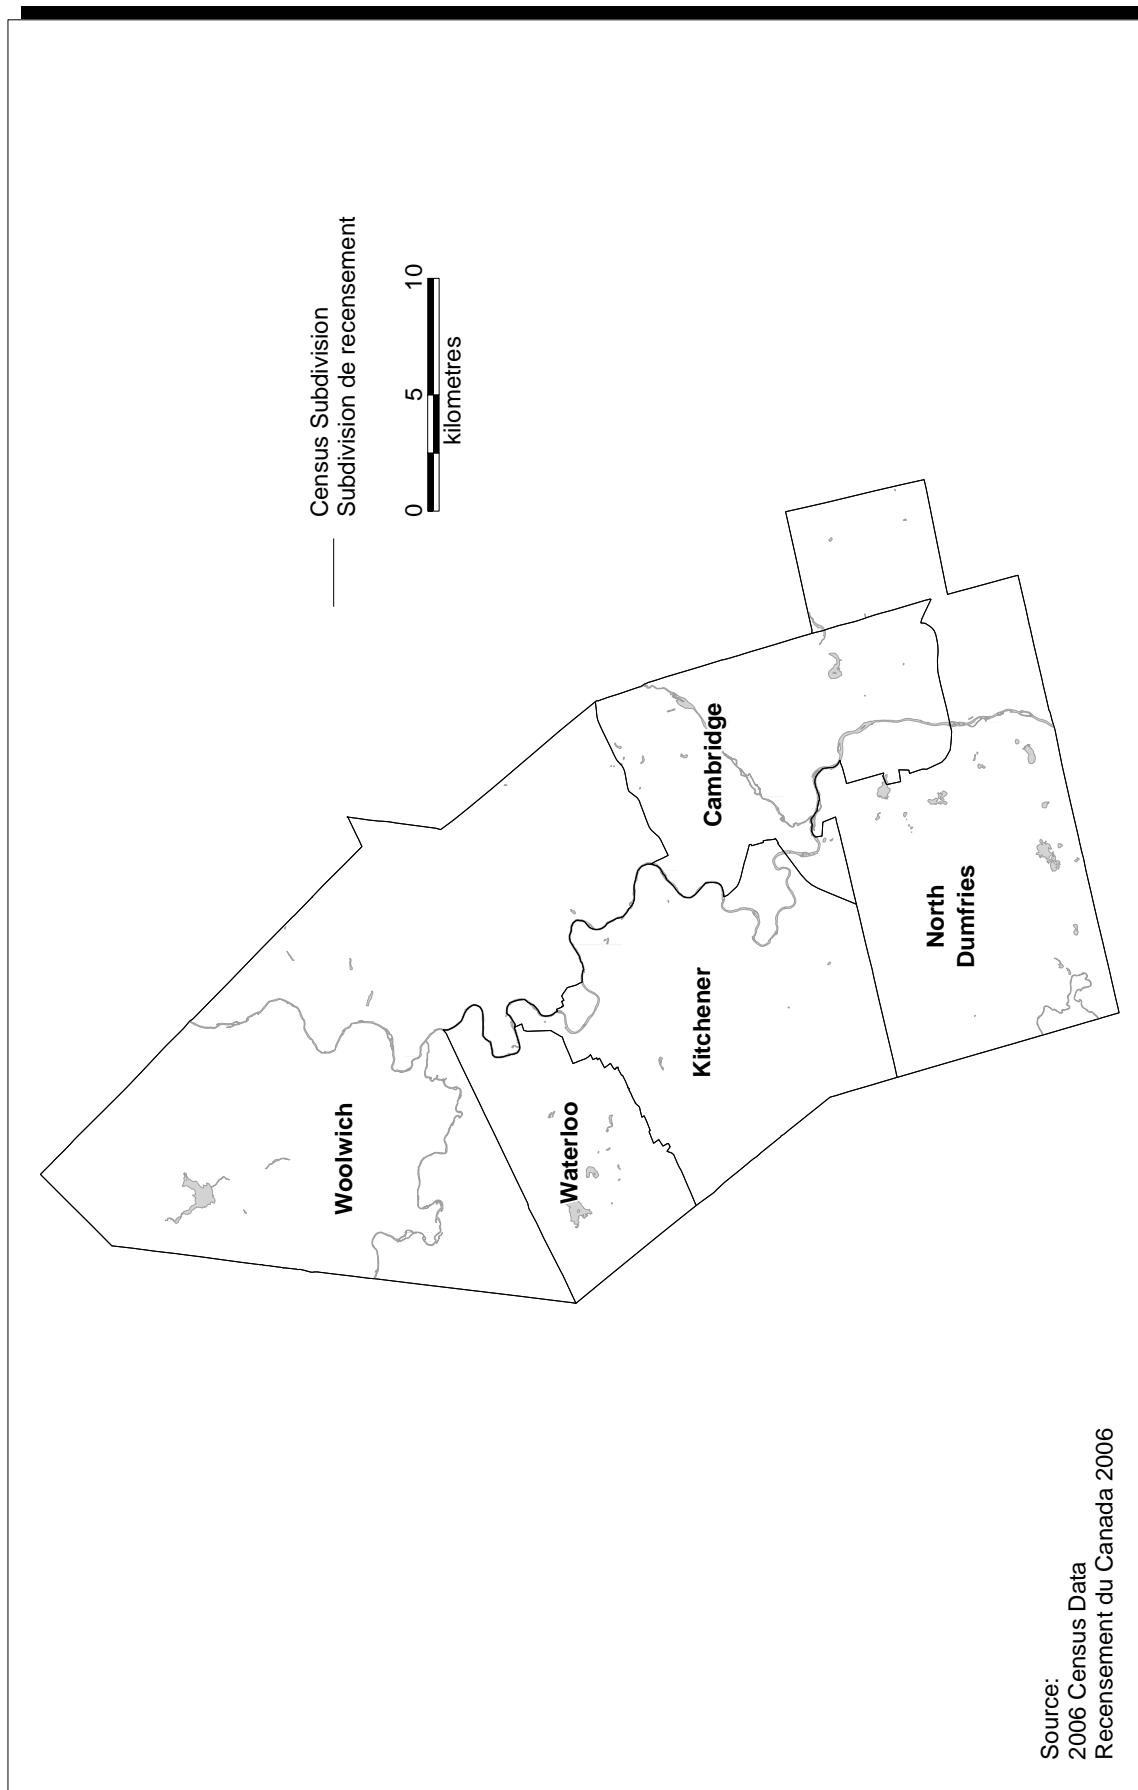 Census Subdivision
Subdivision de recensement
0 5 10
kilometres
Woolwich
Waterloo
Kitchener
Cambridge
North
Dumfries
Source:
2006 Census Data
Recensement du Canada 2006